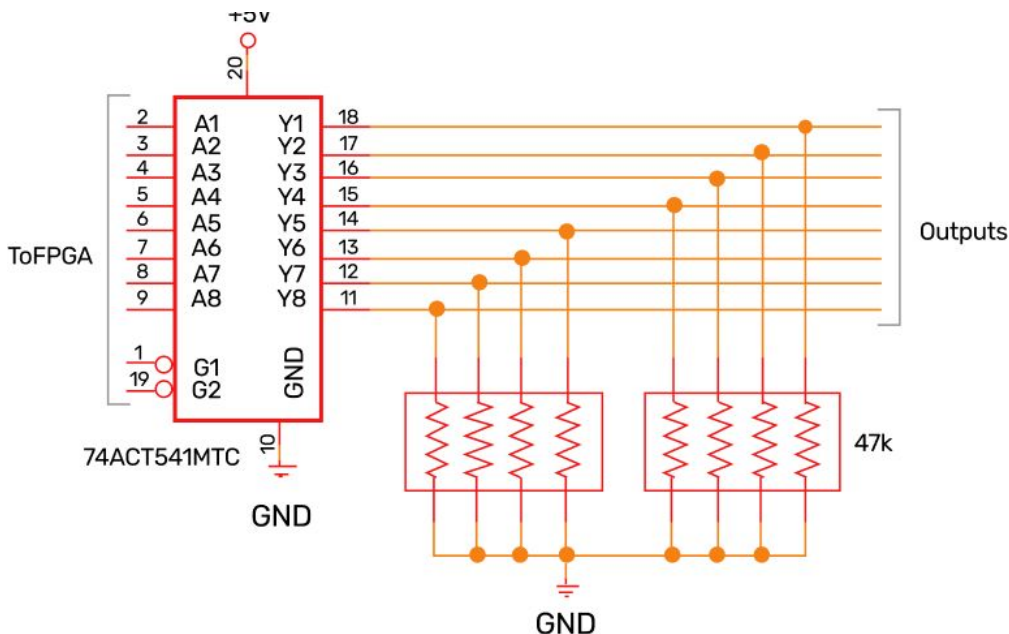 +5V
20
2 A1 Y1 18
3 A2 Y2 17
4 A3 Y3 16
5 A4 Y4 15
6 A5 Y5 14
7 A6 Y6 13
8 A7 Y7 12
9 A8 Y8 11
ToFPGA
Outputs
1 G1
19 G2
GND
10
74ACT541MTC
GND
47k
GND